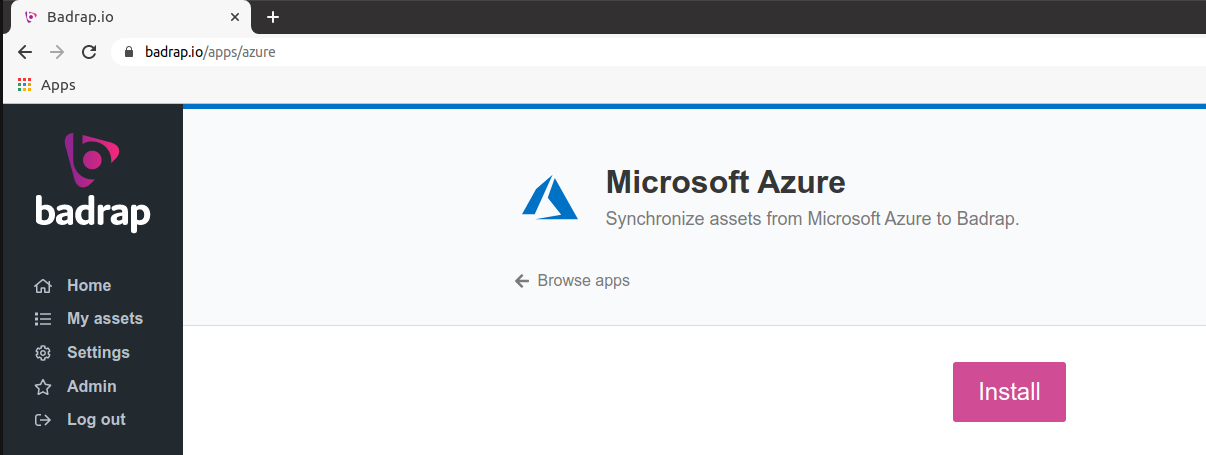 Badrap.io
badrap.io/apps/azure
Apps
badrap
Home
My assets
Settings
Admin
Log out
Microsoft Azure
Synchronize assets from Microsoft Azure to Badrap.
Browse apps
Install